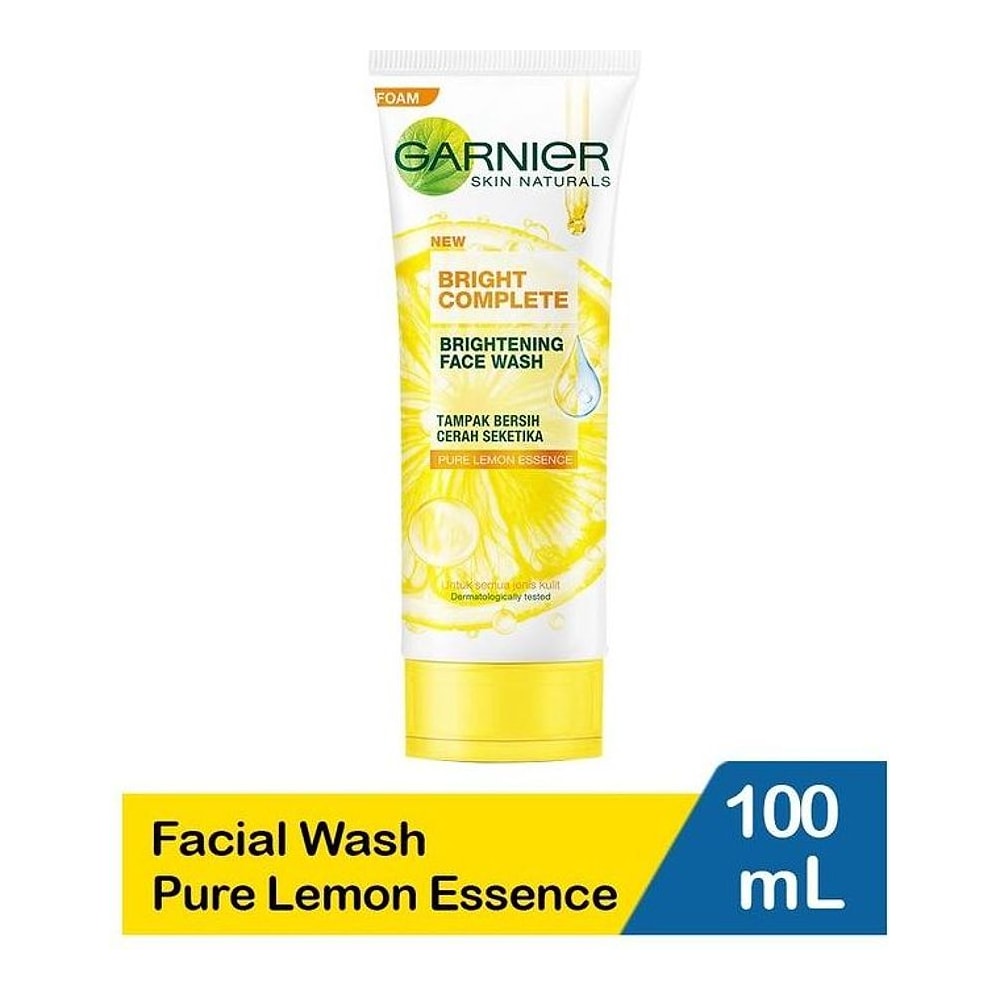 FOAM
GARNIER
SKIN NATURALS
NEW
BRIGHT
COMPLETE
BRIGHTENING
FACE WASH
TAMPAK BERSIH
CERAH SEKETIKA
PURE LEMON ESSENCE
Untuk semua jenis kulit
Dermatologically tested
Facial Wash
Pure Lemon Essence
100
mL